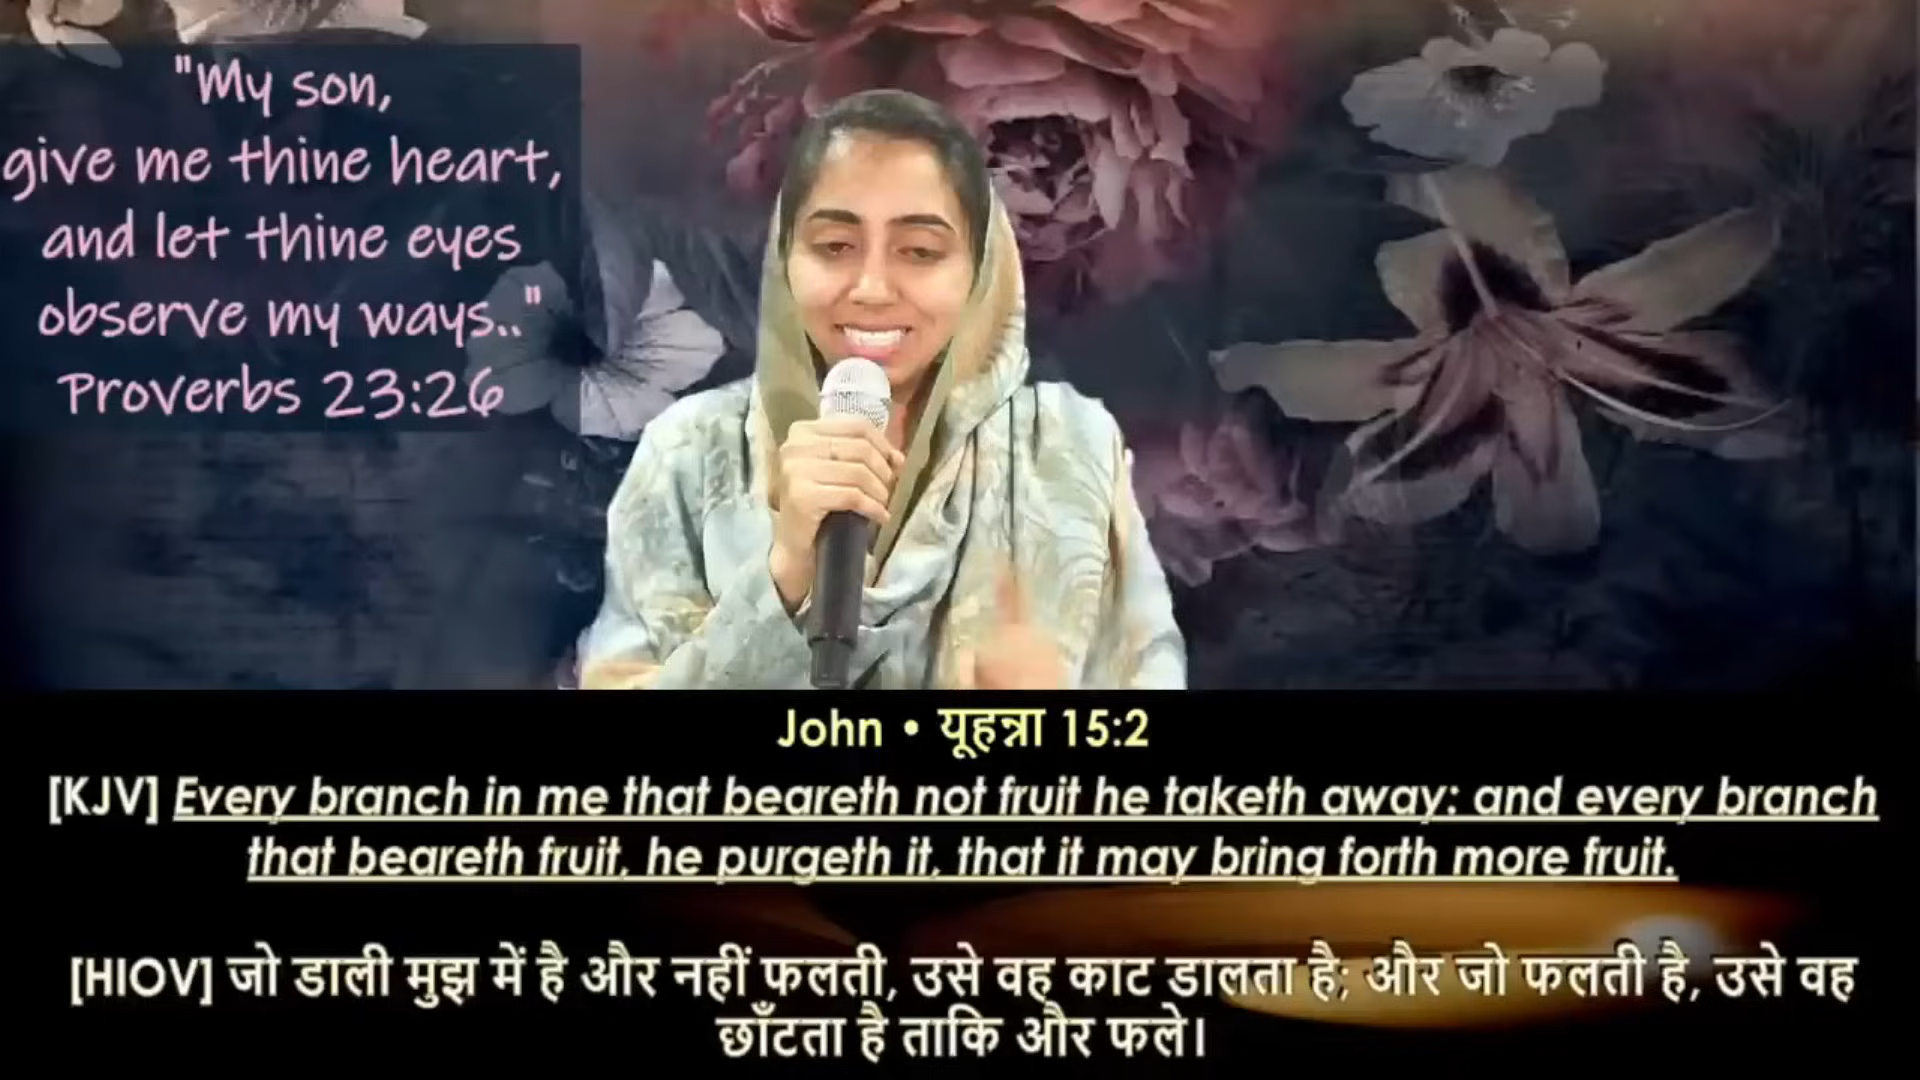 "My son,
give me thine heart,
and let thine eyes
observe my ways.."
Proverbs 23:26
John • यूहन्ना 15:2
[KJV] Every branch in me that beareth not fruit he taketh away: and every branch
that beareth fruit, he purgeth it, that it may bring forth more fruit.
[HIOV] जो डाली मुझ में है और नहीं फलती, उसे वह काट डालता है; और जो फलती है, उसे वह
छाँटता है ताकि और फले।